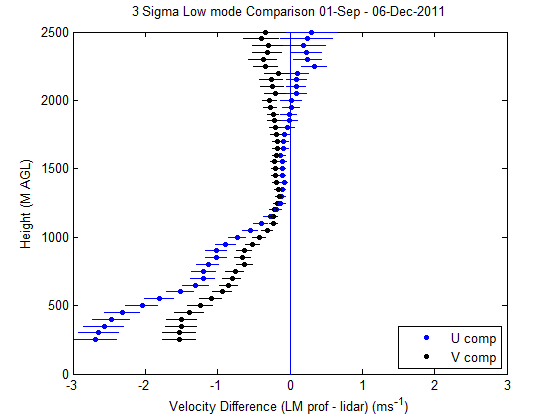 3 Sigma Low mode Comparison 01-Sep - 06-Dec-2011
2500
2000
1500
1000
500
0
Height (M AGL)
U comp
V comp
-3
-2
-1
0
1
2
3
Velocity Difference (LM prof - lidar) (ms⁻¹)